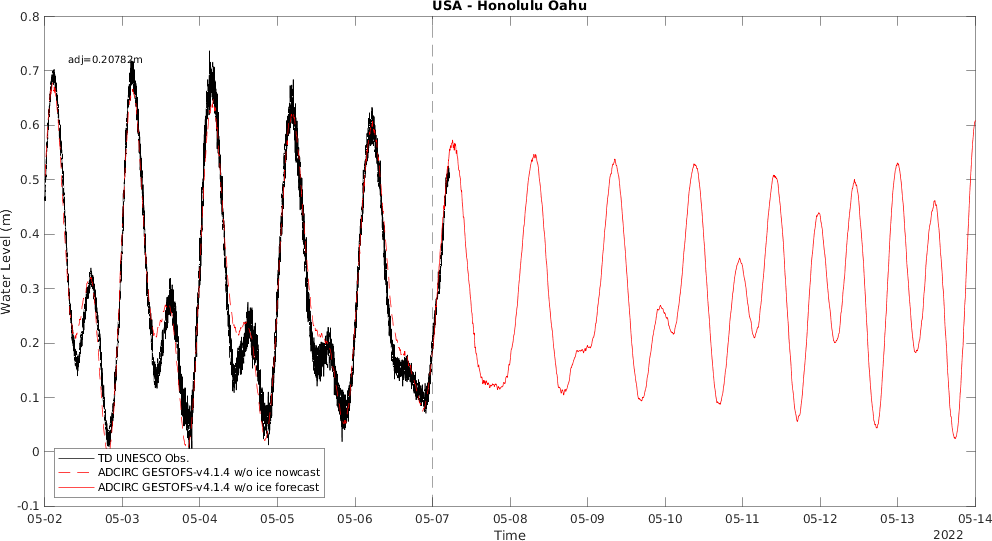 USA - Honolulu Oahu
adj=0.20782m
Water Level (m)
0.8
0.7
0.6
0.5
0.4
0.3
0.2
0.1
0
-0.1
TD UNESCO Obs.
ADCIRC GESTOFS-v4.1.4 w/o ice nowcast
ADCIRC GESTOFS-v4.1.4 w/o ice forecast
05-02 05-03 05-04 05-05 05-06 05-07 05-08 05-09 05-10 05-11 05-12 05-13 05-14
Time
2022